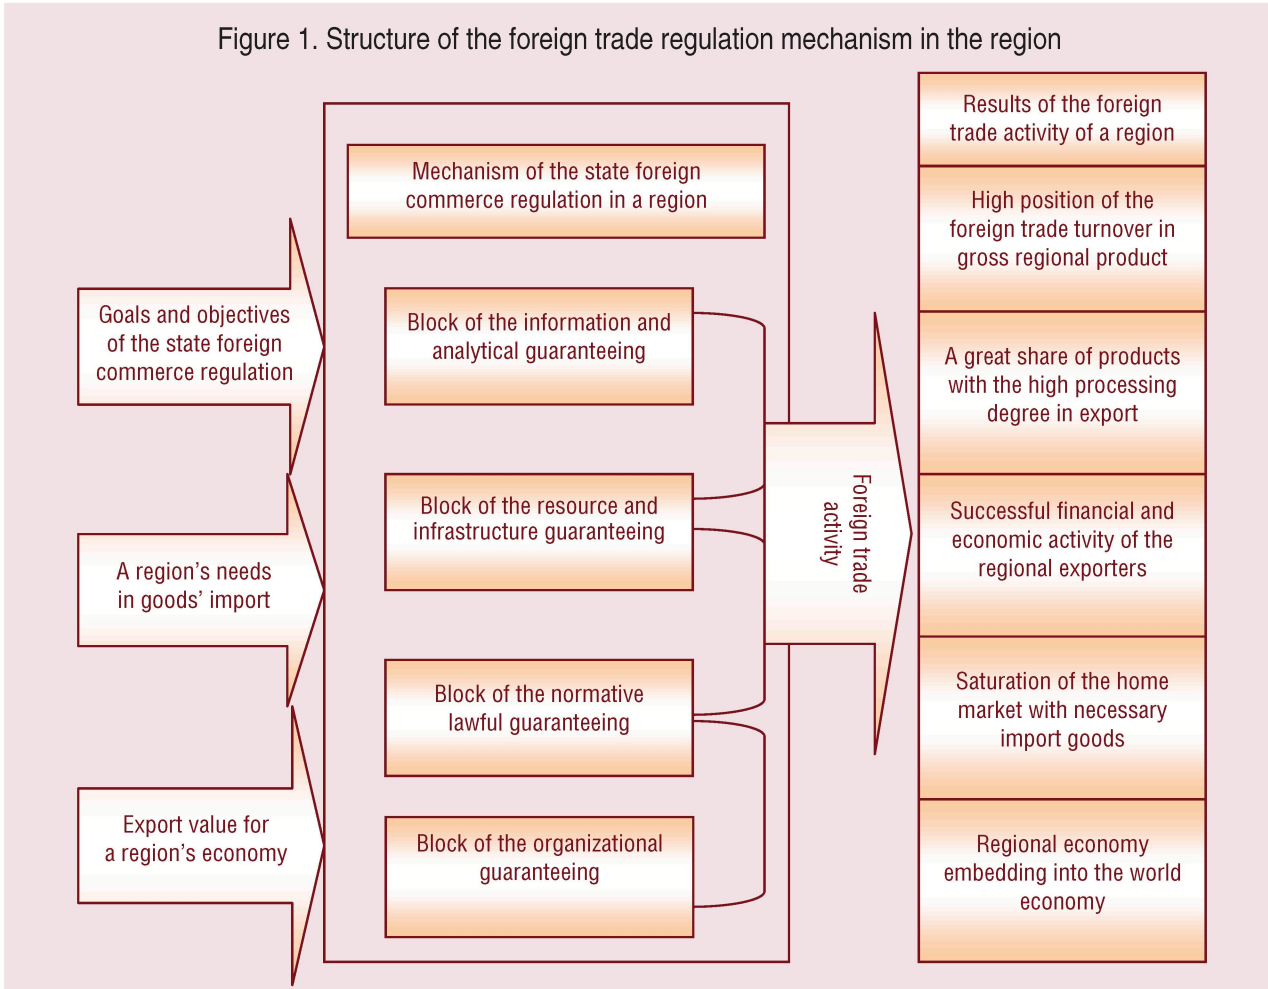 Figure 1. Structure of the foreign trade regulation mechanism in the region
Goals and objectives
of the state foreign
commerce regulation
A region's needs
in goods' import
Export value for
a region's economy
Mechanism of the state foreign
commerce regulation in a region
Block of the information and
analytical guaranteeing
Block of the resource and
infrastructure guaranteeing
Block of the normative
lawful guaranteeing
Block of the organizational
guaranteeing
Foreign trade
activity
Results of the foreign
trade activity of a region
High position of the
foreign trade turnover in
gross regional product
A great share of products
with the high processing
degree in export
Successful financial and
economic activity of the
regional exporters
Saturation of the home
market with necessary
import goods
Regional economy
embedding into the world
economy